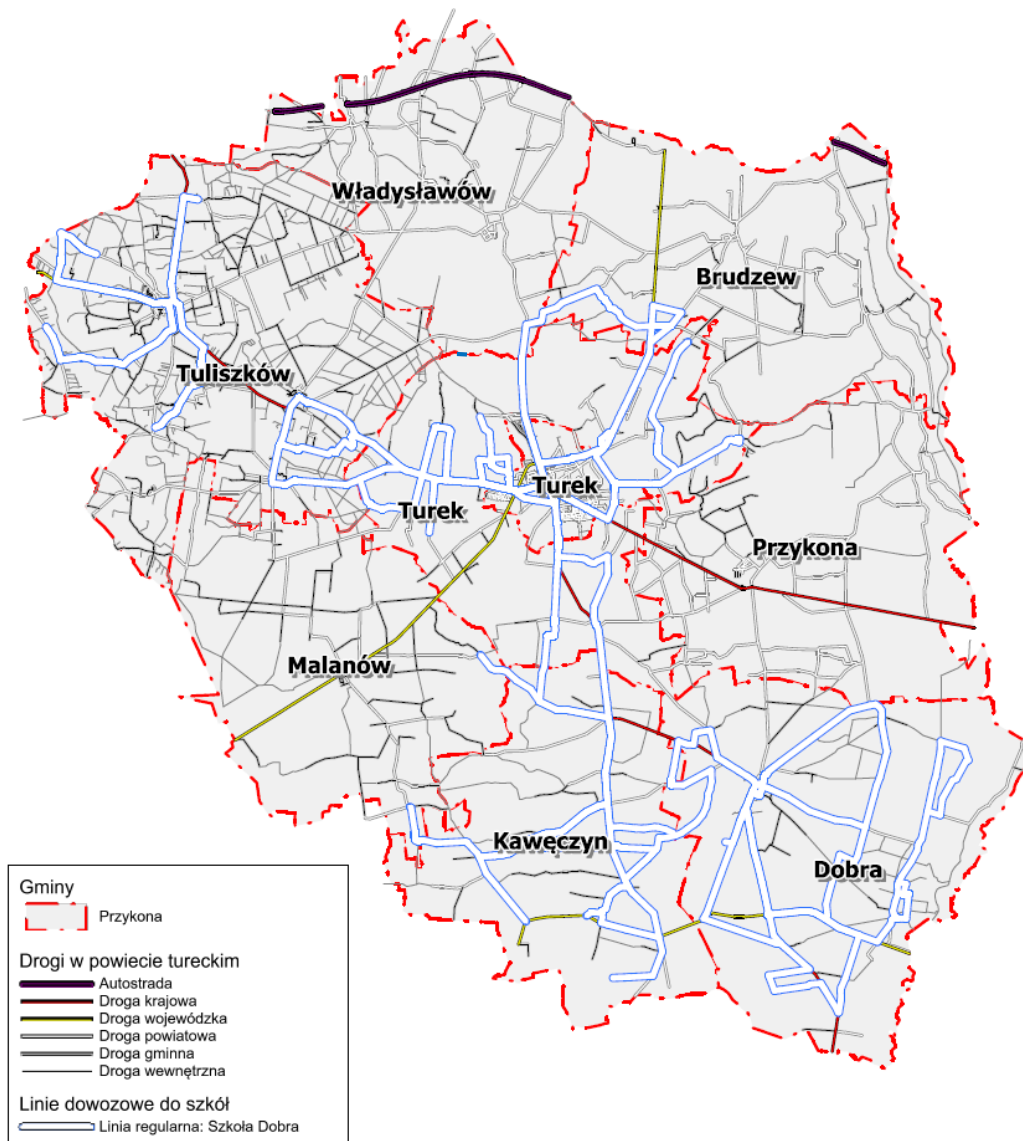 Władysławów
Brudzew
Tuliszków
Turek
Turek
Przykona
Malanów
Kawęczyn
Dobra
Gminy
Przykona
Drogi w powiecie tureckim
Autostrada
Droga krajowa
Droga wojewódzka
Droga powiatowa
Droga gminna
Droga wewnętrzna
Linie dowozowe do szkół
Linia regularna: Szkoła Dobra